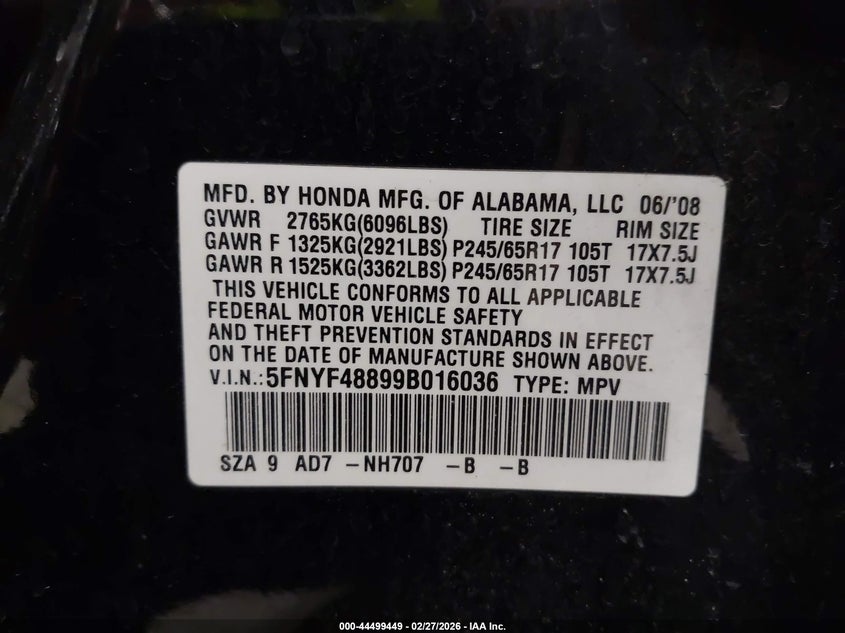 MFD. BY HONDA MFG. OF ALABAMA, LLC 06/'08
GVWR 2765KG(6096LBS) TIRE SIZE RIM SIZE
GAWR F 1325KG(2921LBS) P245/65R17 105T 17X7.5J
GAWR R 1525KG(3362LBS) P245/65R17 105T 17X7.5J
THIS VEHICLE CONFORMS TO ALL APPLICABLE
FEDERAL MOTOR VEHICLE SAFETY
AND THEFT PREVENTION STANDARDS IN EFFECT
ON THE DATE OF MANUFACTURE SHOWN ABOVE.
V.I.N.: 5FNYF48899B016036 TYPE: MPV
SZA 9 AD7 -NH707 -B -B
000-44499449 - 02/27/2026 - IAA Inc.